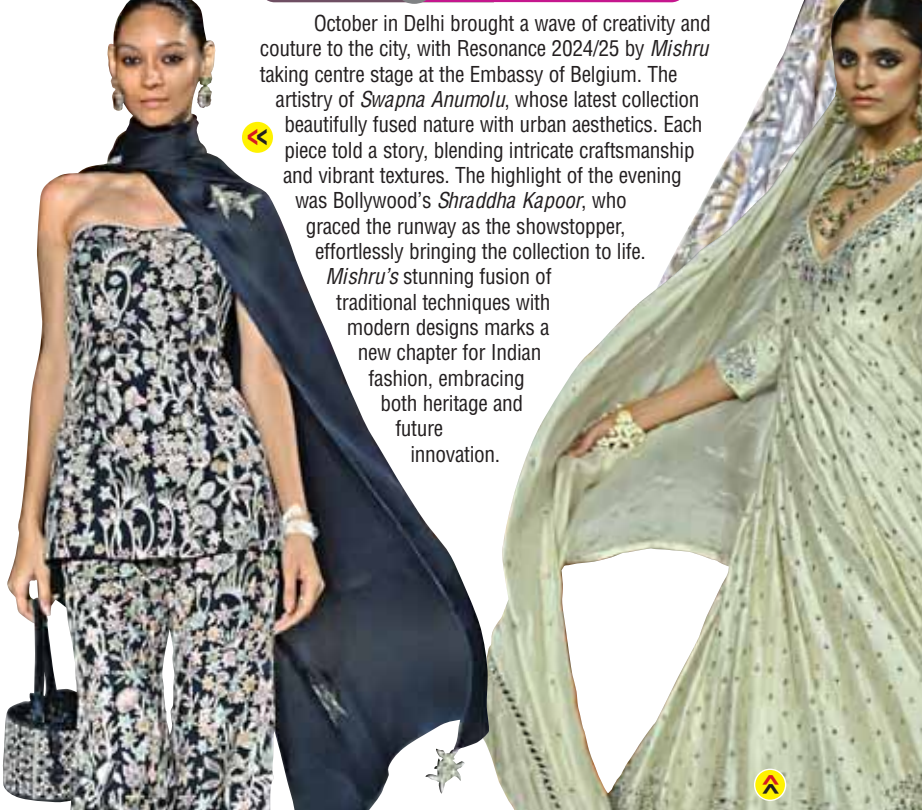 October in Delhi brought a wave of creativity and
couture to the city, with Resonance 2024/25 by Mishru
taking centre stage at the Embassy of Belgium. The
artistry of Swapna Anumolu, whose latest collection
beautifully fused nature with urban aesthetics. Each
piece told a story, blending intricate craftsmanship
and vibrant textures. The highlight of the evening
was Bollywood's Shraddha Kapoor, who
graced the runway as the showstopper,
effortlessly bringing the collection to life.
Mishru's stunning fusion of
traditional techniques with
modern designs marks a
new chapter for Indian
fashion, embracing
both heritage and
future
innovation.